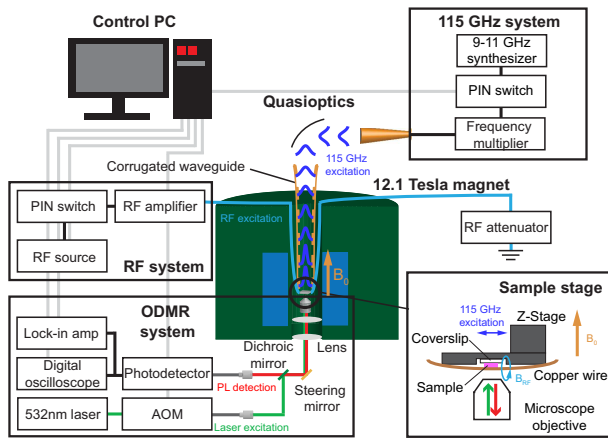 Control PC
115 GHz system
9-11 GHz
synthesizer
PIN switch
Frequency
multiplier
Quasioptics
115 GHz
excitation
Corrugated waveguide
12.1 Tesla magnet
PIN switch
RF amplifier
RF source
RF system
RF excitation
RF attenuator
B0
ODMR
system
Lock-in amp
Digital
oscilloscope
Photodetector
532nm laser
AOM
Dichroic
mirror
Lens
PL detection
Steering
mirror
Laser excitation
Sample stage
115 GHz
excitation
Z-Stage
Coverslip
B0
Sample
BRF
Copper wire
Microscope
objective